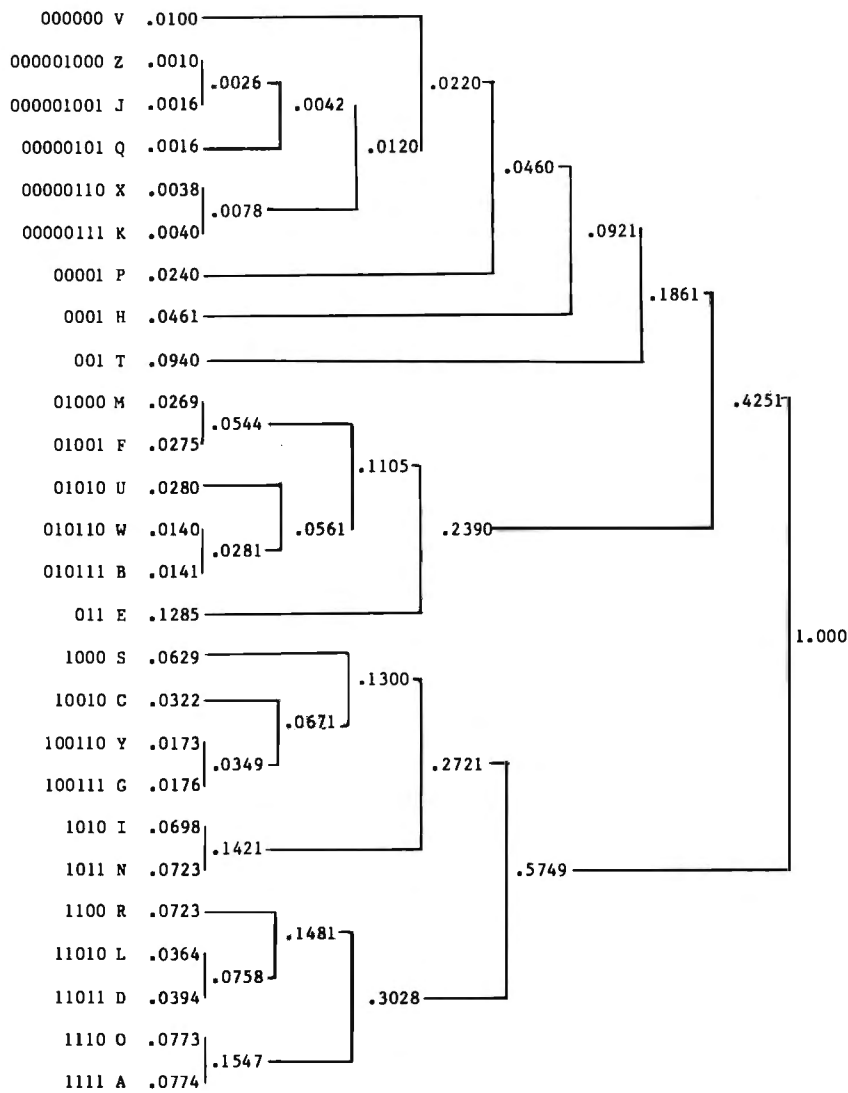 000000 V .0100
000001000 Z .0010
.0026 .0220
000001001 J .0016 .0042
00000101 Q .0016 .0120
.0460
00000110 X .0038
.0078
00000111 K .0040 .0921
00001 P .0240
.1861
0001 H .0461
001 T .0940
01000 M .0269 .4251
.0544
01001 F .0275
.1105
01010 U .0280
010110 W .0140 .0561 .2390
.0281
010111 B .0141
011 E .1285
1.000
1000 S .0629
.1300
10010 C .0322
.0671
100110 Y .0173
.0349 .2721
100111 G .0176
1010 I .0698
.1421
1011 N .0723 .5749
1100 R .0723
.1481
11010 L .0364
.0758
11011 D .0394 .3028
1110 O .0773
.1547
1111 A .0774